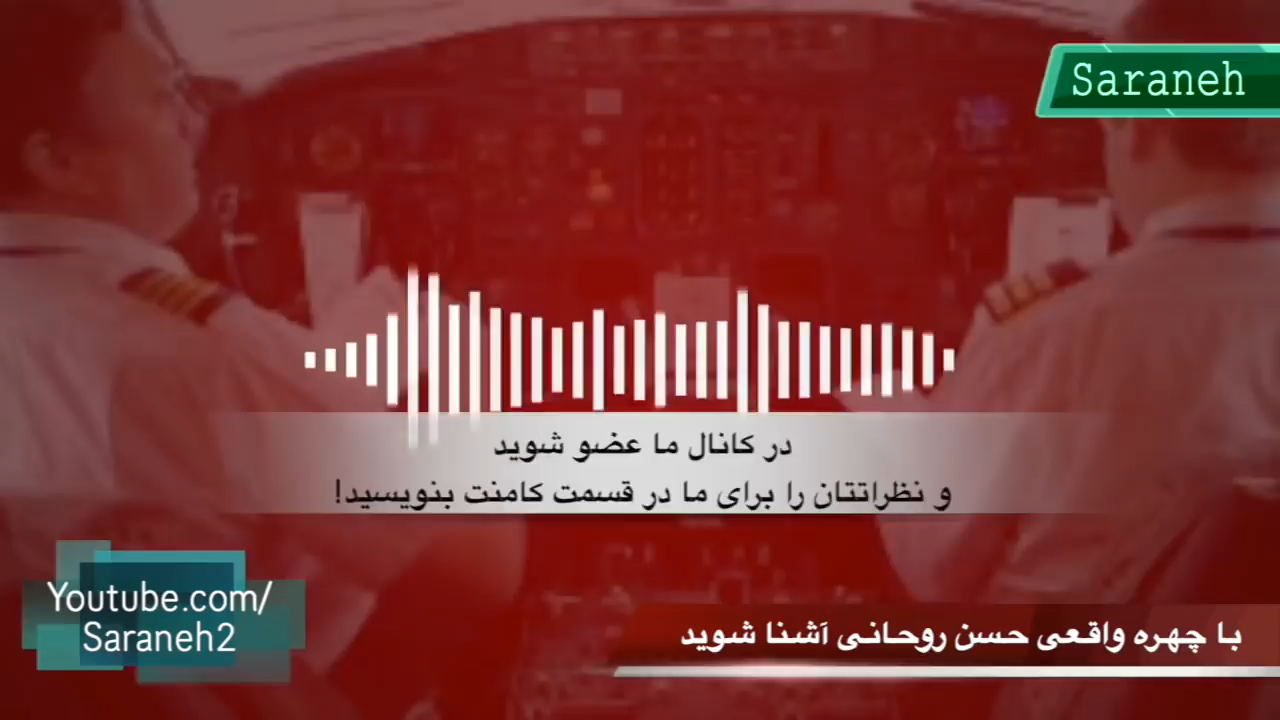 Saraneh
در کانال ما عضو شوید
و نظراتتان را برای ما در قسمت کامنت بنویسید!
Youtube.com/
Saraneh2
با چهره واقعی حسن روحانی آشنا شوید